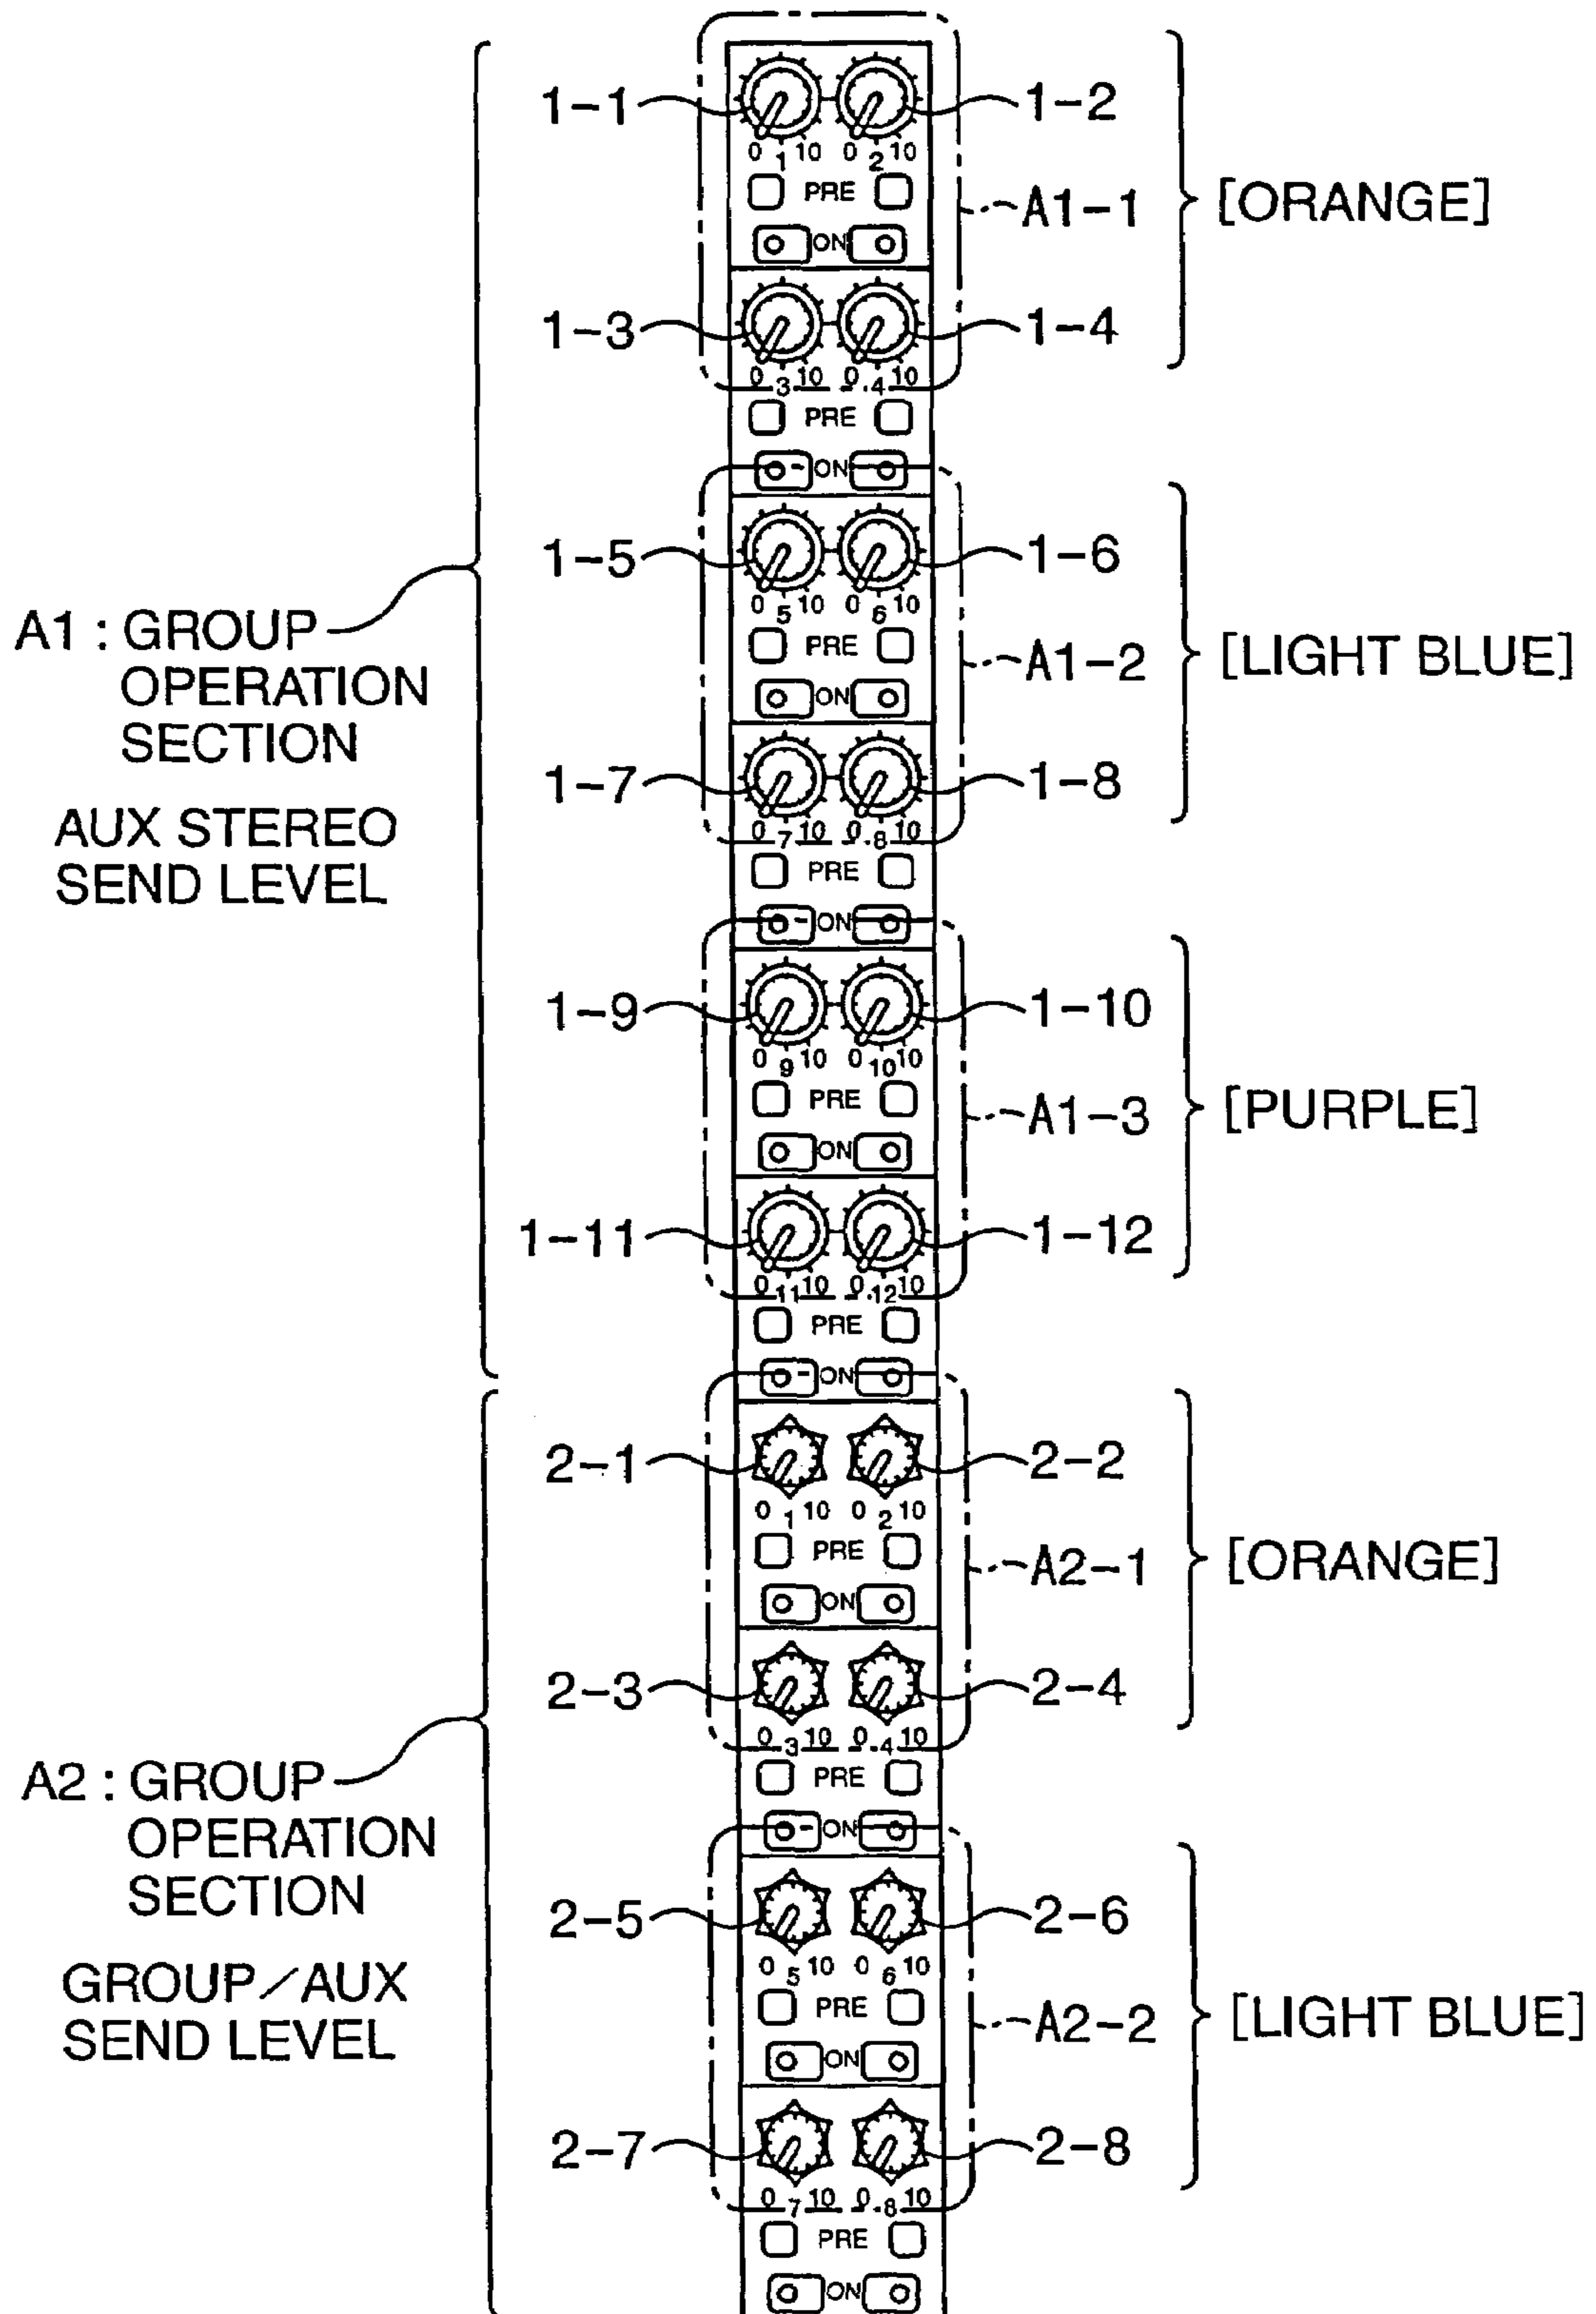 1-1 1-2
0 1 10 0 2 10
PRE
A1-1 [ORANGE]
ON
1-3 1-4
0 3 10 0 4 10
PRE
ON
1-5 1-6
0 5 10 0 6 10
A1 : GROUP
OPERATION
SECTION
AUX STEREO
SEND LEVEL
PRE
A1-2 [LIGHT BLUE]
ON
1-7 1-8
0 7 10 0 8 10
PRE
ON
1-9 1-10
0 9 10 0 10 10
PRE
A1-3 [PURPLE]
ON
1-11 1-12
0 11 10 0 12 10
PRE
ON
2-1 2-2
0 1 10 0 2 10
PRE
A2-1 [ORANGE]
ON
2-3 2-4
0 3 10 0 4 10
PRE
A2 : GROUP
OPERATION
SECTION
GROUP/AUX
SEND LEVEL
ON
2-5 2-6
0 5 10 0 6 10
PRE
A2-2 [LIGHT BLUE]
ON
2-7 2-8
0 7 10 0 8 10
PRE
ON